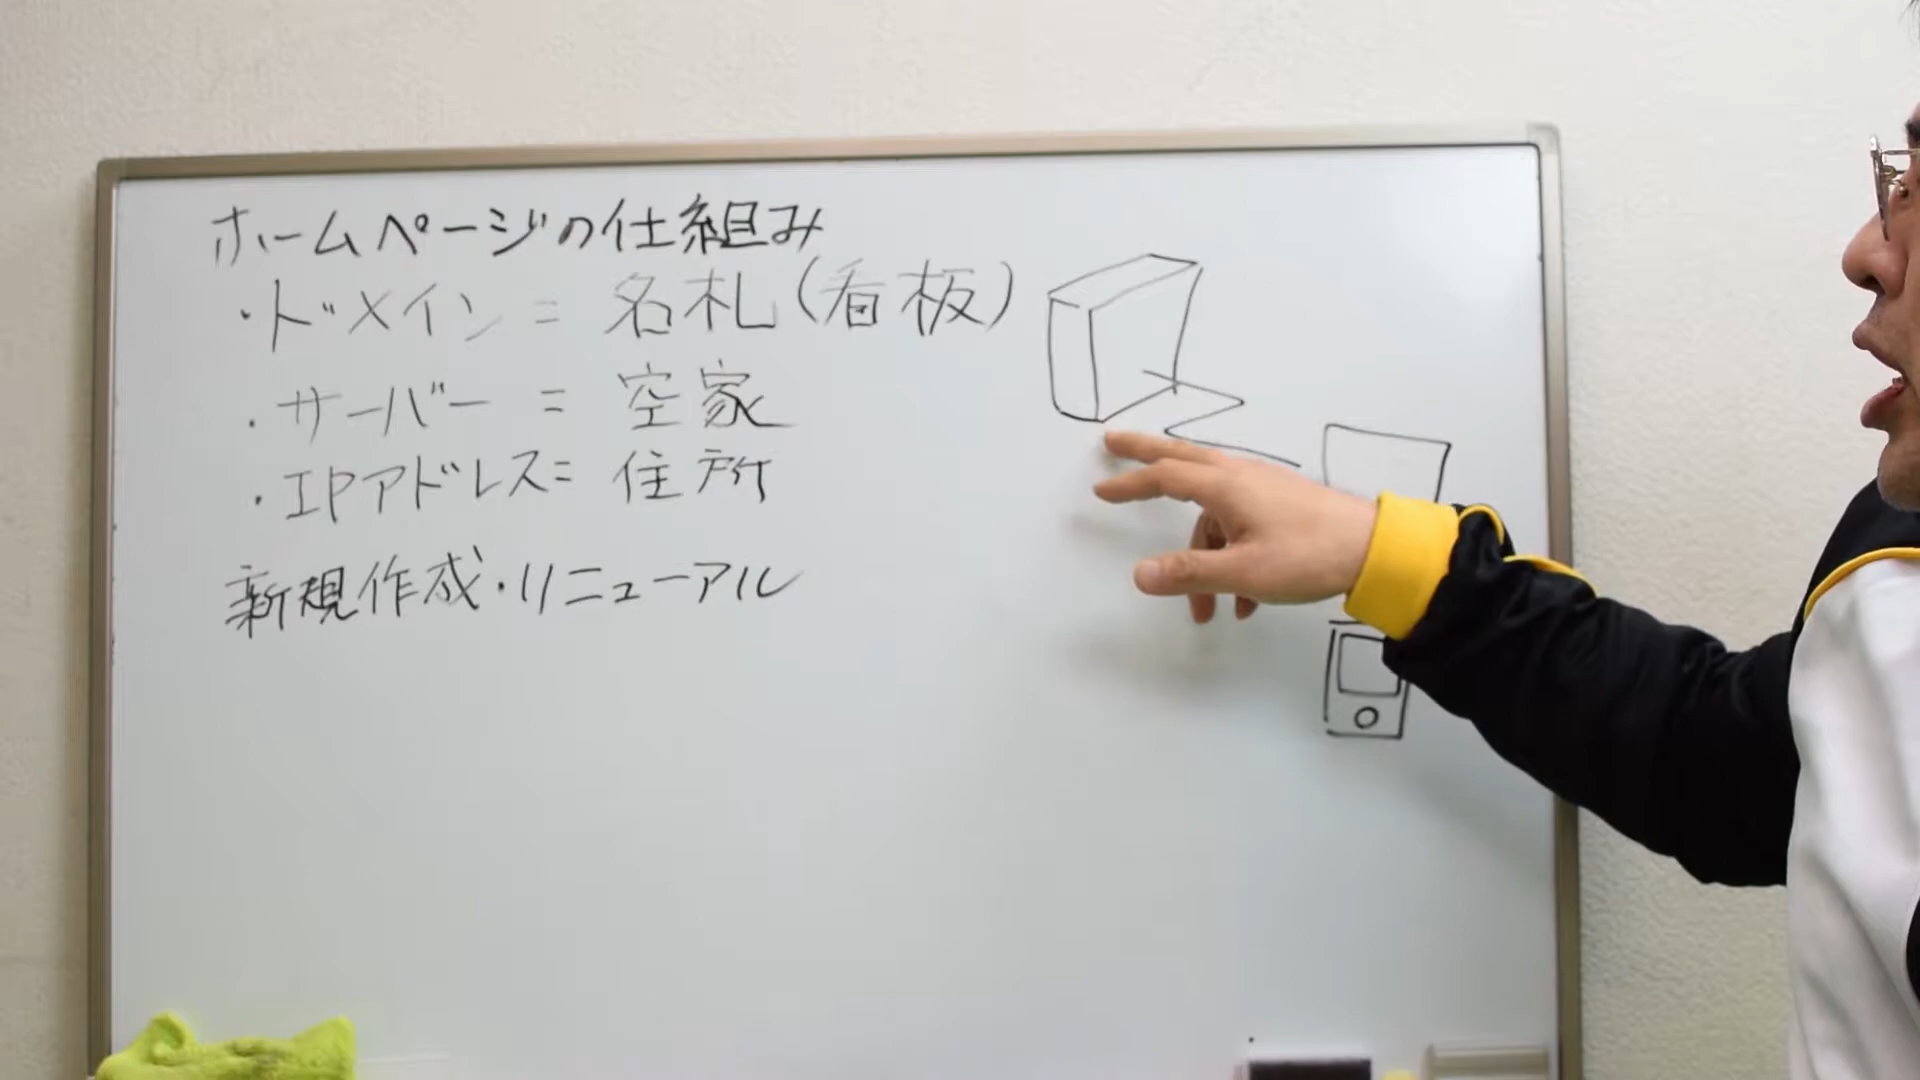 ホームページの仕組み
・ドメイン = 名札(看板)
・サーバー = 空家
・IPアドレス = 住所
新規作成・リニューアル